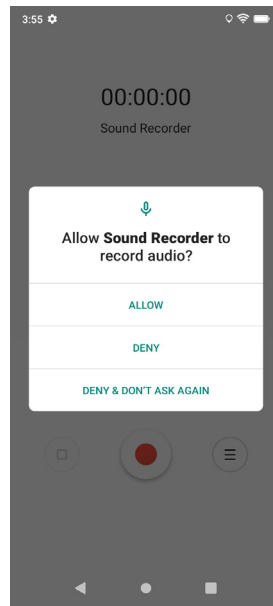 3:55
00:00:00
Sound Recorder
Allow Sound Recorder to
record audio?
ALLOW
DENY
DENY & DON'T ASK AGAIN